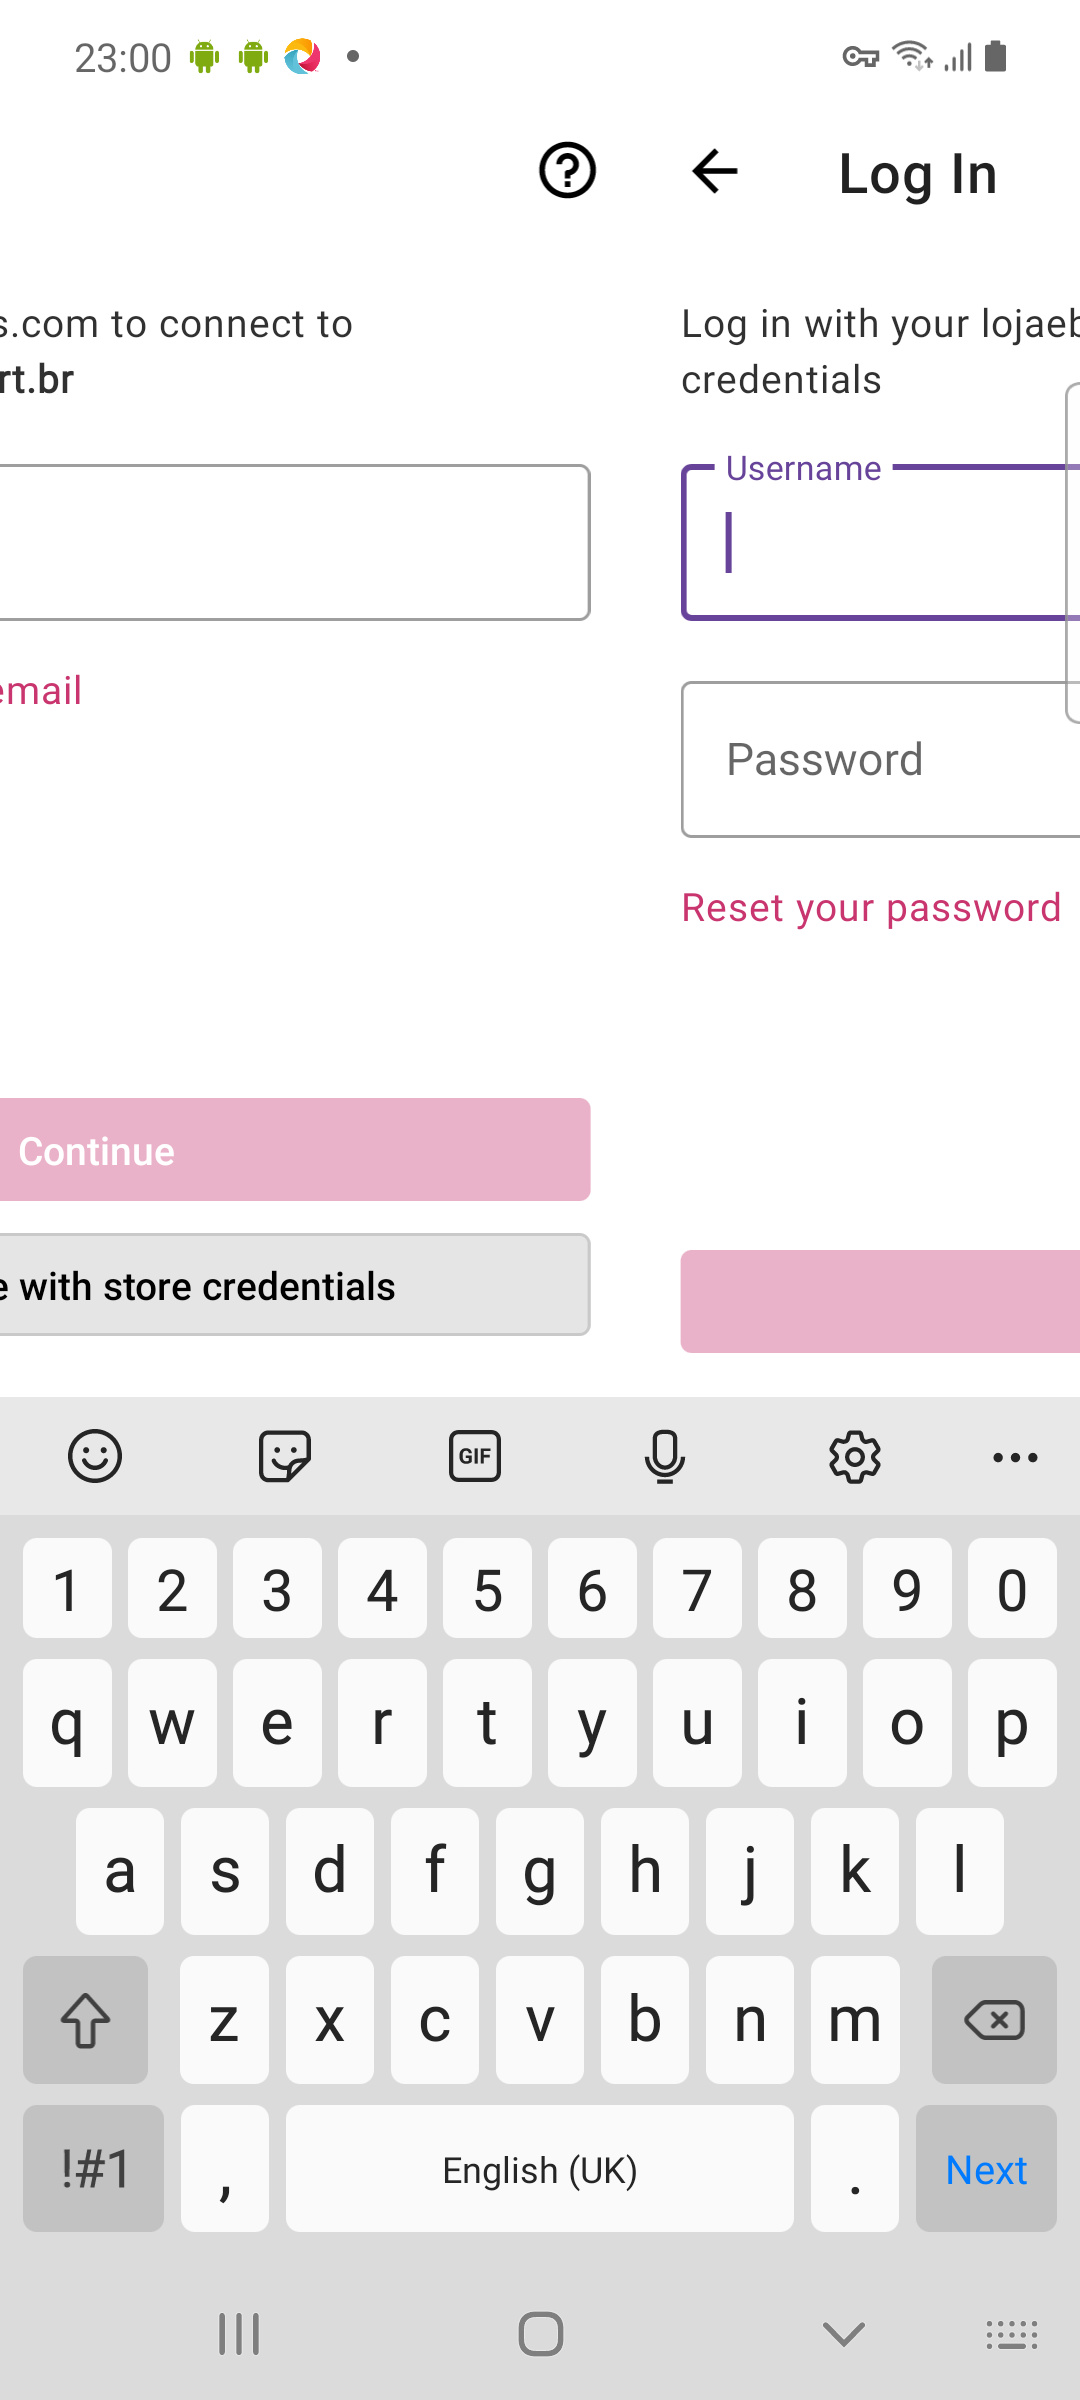 23:00
Log In
s.com to connect to
rt.br
Log in with your lojaeb
credentials
Username
email
Password
Reset your password
Continue
e with store credentials
GIF
1 2 3 4 5 6 7 8 9 0
q w e r t y u i o p
a s d f g h j k l
z x c v b n m
!#1 , English (UK) . Next